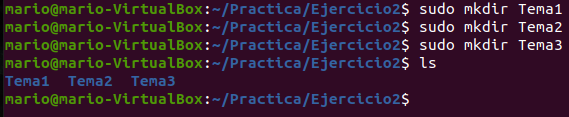 mario@mario-VirtualBox:~/Practica/Ejercicio2$ sudo mkdir Tema1
mario@mario-VirtualBox:~/Practica/Ejercicio2$ sudo mkdir Tema2
mario@mario-VirtualBox:~/Practica/Ejercicio2$ sudo mkdir Tema3
mario@mario-VirtualBox:~/Practica/Ejercicio2$ ls
Tema1  Tema2  Tema3
mario@mario-VirtualBox:~/Practica/Ejercicio2$